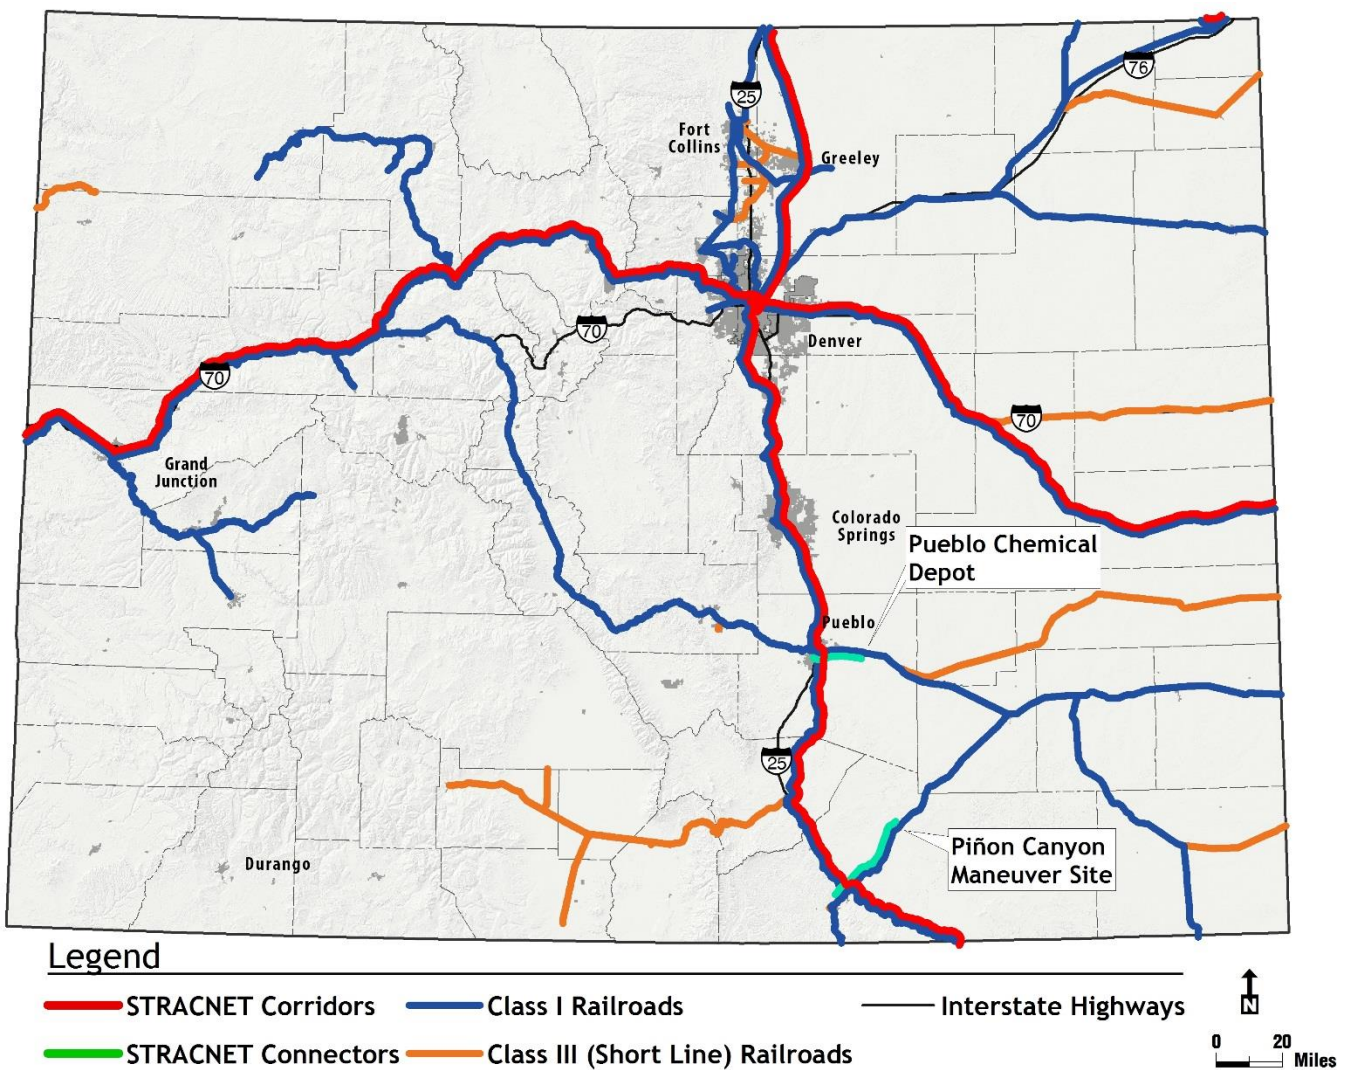 76
25
Fort
Collins
Greeley
70
Denver
70
70
Grand
Junction
Colorado
Springs
Pueblo Chemical
Depot
Pueblo
25
Piñon Canyon
Maneuver Site
Durango
Legend
STRACNET Corridors
Class I Railroads
Interstate Highways
N
STRACNET Connectors
Class III (Short Line) Railroads
0 20
Miles